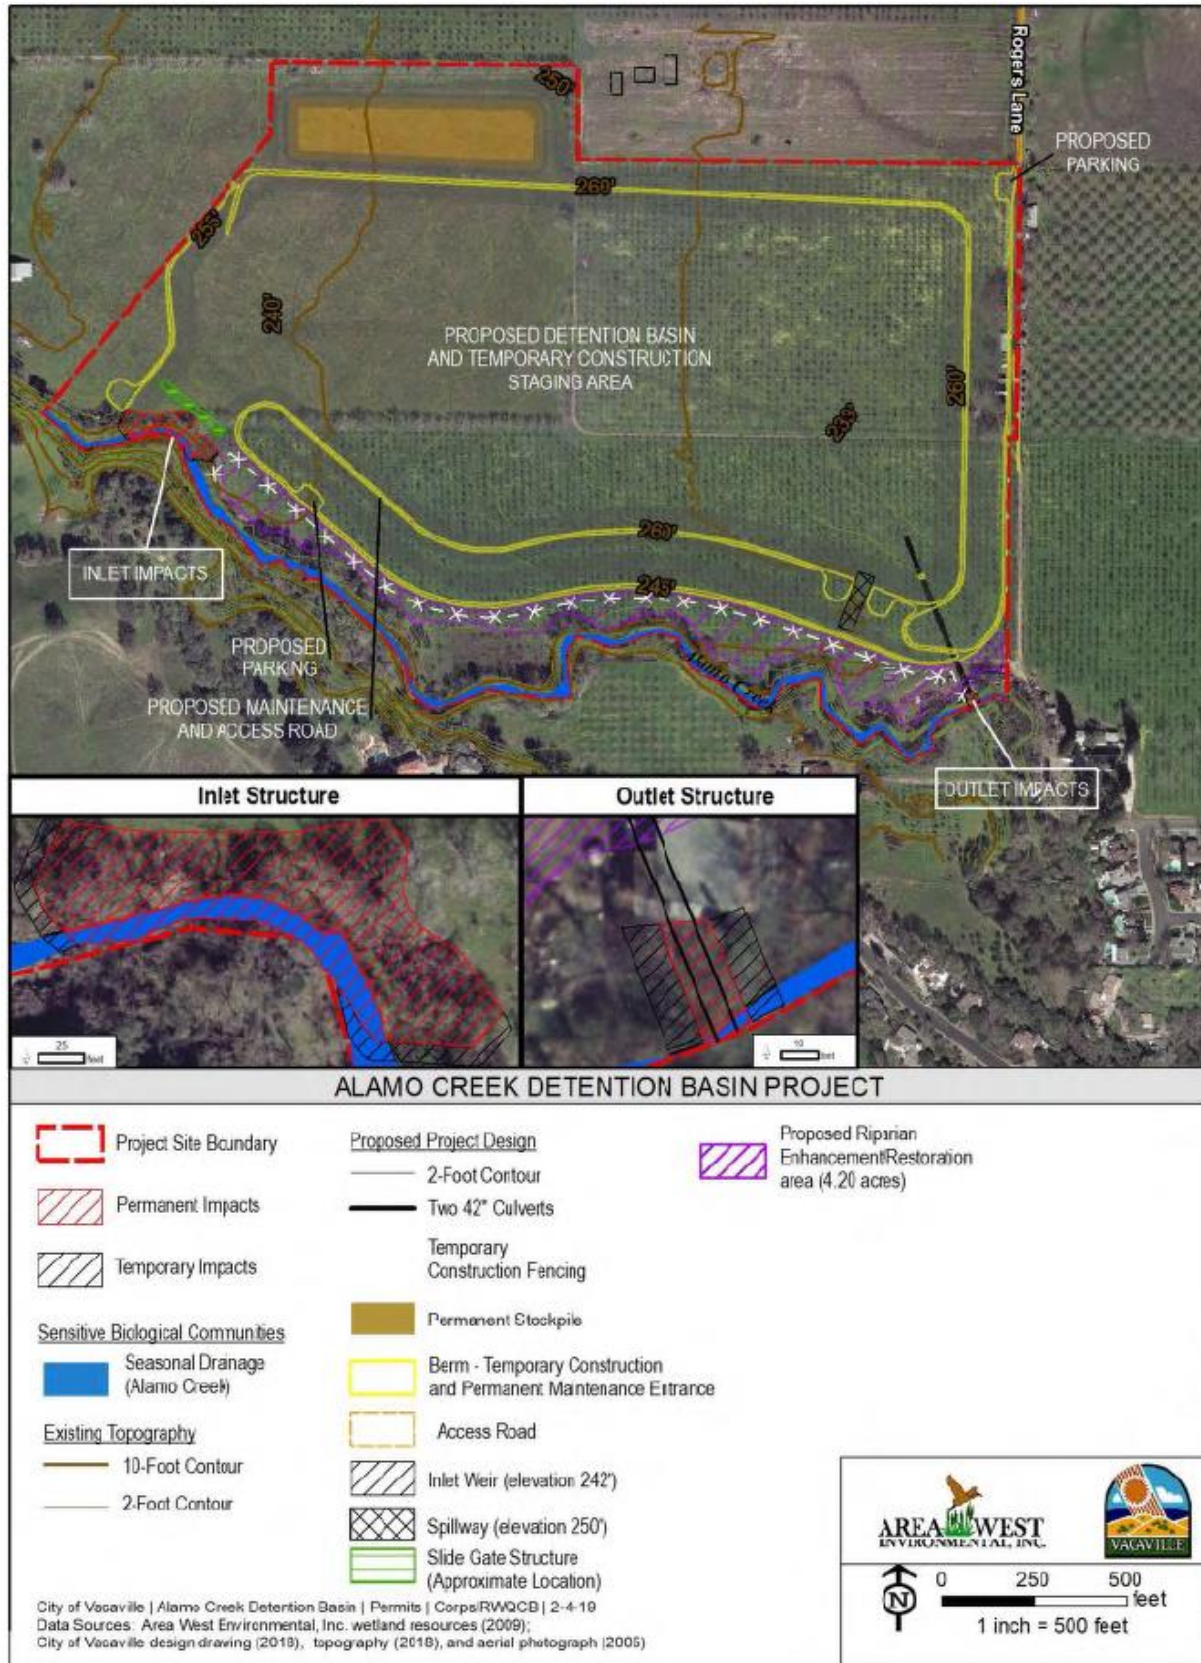 Rogers Lane
PROPOSED
PARKING
250'
260'
255'
240'
PROPOSED DETENTION BASIN
AND TEMPORARY CONSTRUCTION
STAGING AREA
260'
INLET IMPACTS
260'
245'
PROPOSED
PARKING
Alamo Creek
PROPOSED MAINTENANCE
AND ACCESS ROAD
OUTLET IMPACTS
Inlet Structure
Outlet Structure
25
feet
10
feet
ALAMO CREEK DETENTION BASIN PROJECT
Project Site Boundary
Permanent Impacts
Temporary Impacts
Sensitive Biological Communities
Seasonal Drainage
(Alamo Creek)
Existing Topography
10-Foot Contour
2-Foot Contour
Proposed Project Design
2-Foot Contour
Two 42" Culverts
Temporary
Construction Fencing
Permanent Stockpile
Berm - Temporary Construction
and Permanent Maintenance Entrance
Access Road
Inlet Weir (elevation 242')
Spillway (elevation 250')
Slide Gate Structure
(Approximate Location)
Proposed Riparian
Enhancement/Restoration
area (4.20 acres)
City of Vacaville | Alamo Creek Detention Basin | Permits | Corps/RWQCB | 2-4-19
Data Sources: Area West Environmental, Inc. wetland resources (2009);
City of Vacaville design drawing (2018), topography (2018), and aerial photograph (2005)
AREA WEST
ENVIRONMENTAL, INC.
VACAVILLE
N
0 250 500
feet
1 inch = 500 feet